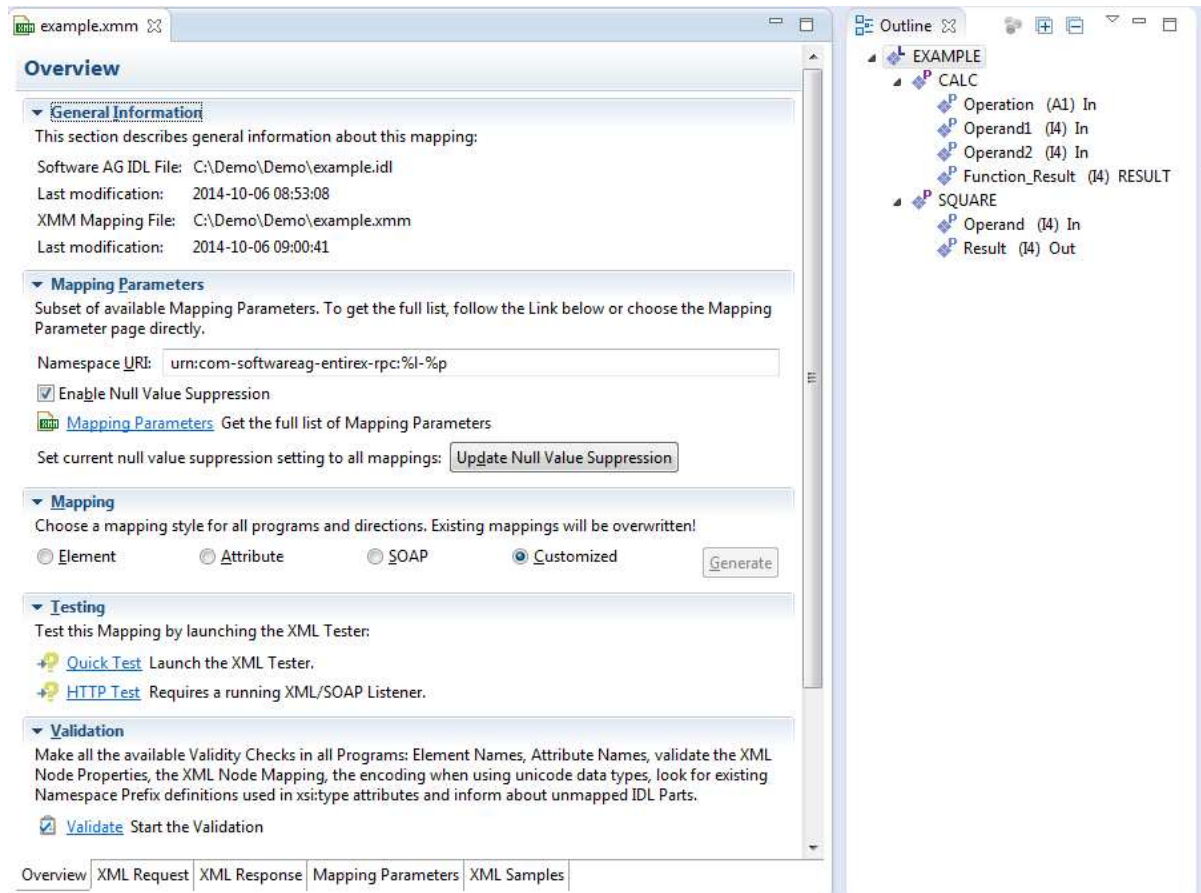 example.xmm
Overview
General Information
This section describes general information about this mapping:
Software AG IDL File: C:\Demo\Demo\example.idl
Last modification: 2014-10-06 08:53:08
XMM Mapping File: C:\Demo\Demo\example.xmm
Last modification: 2014-10-06 09:00:41
Mapping Parameters
Subset of available Mapping Parameters. To get the full list, follow the Link below or choose the Mapping
Parameter page directly.
Namespace URI: urn:com-softwareag-entirex-rpc:%l-%p
Enable Null Value Suppression
Mapping Parameters Get the full list of Mapping Parameters
Set current null value suppression setting to all mappings: Update Null Value Suppression
Mapping
Choose a mapping style for all programs and directions. Existing mappings will be overwritten!
Element Attribute SOAP Customized Generate
Testing
Test this Mapping by launching the XML Tester:
Quick Test Launch the XML Tester.
HTTP Test Requires a running XML/SOAP Listener.
Validation
Make all the available Validity Checks in all Programs: Element Names, Attribute Names, validate the XML
Node Properties, the XML Node Mapping, the encoding when using unicode data types, look for existing
Namespace Prefix definitions used in xsi:type attributes and inform about unmapped IDL Parts.
Validate Start the Validation
Overview XML Request XML Response Mapping Parameters XML Samples
Outline
EXAMPLE
CALC
Operation (A1) In
Operand1 (I4) In
Operand2 (I4) In
Function_Result (I4) RESULT
SQUARE
Operand (I4) In
Result (I4) Out